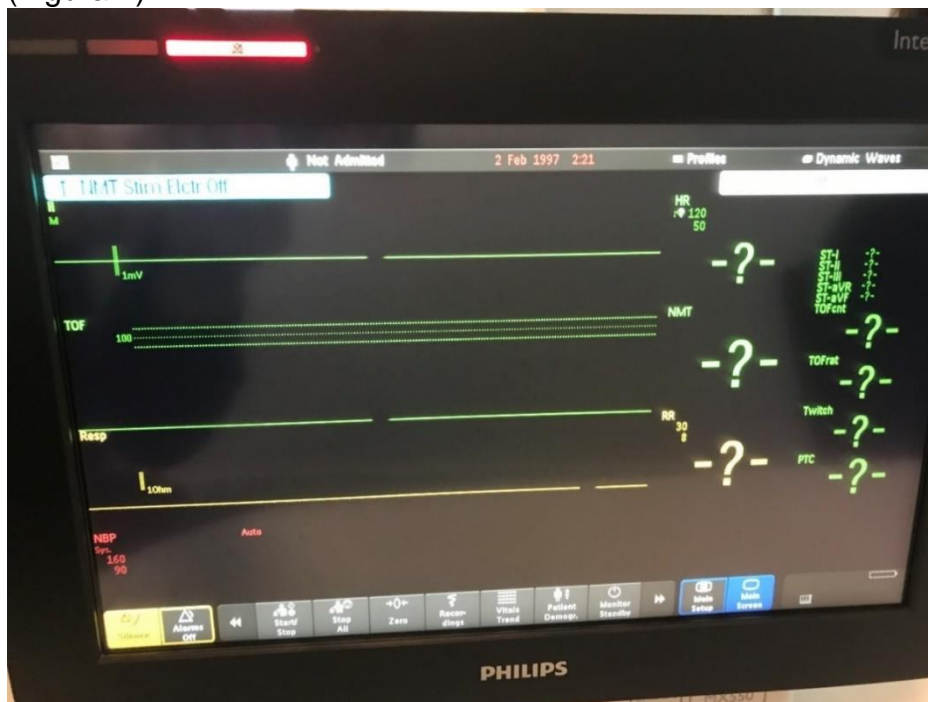 Inte
Not Admitted
2 Feb 1997 2:21
Profiles
Dynamic Waves
NMT Stim Elctr Off
II
M
HR
120
50
-?-
1mV
ST-I -?-
ST-II -?-
ST-III -?-
ST-aVR -?-
ST-aVF -?-
TOFcnt
-?-
TOF
100
NMT
-?-
TOFrat
-?-
Twitch
-?-
PTC
-?-
Resp
RR
30
8
-?-
1Ohm
NBP
Auto
Sys.
160
90
Silence
Alarms Off
Start/ Stop
Stop All
Zero
Recor- dings
Vitals Trend
Patient Demogr.
Monitor Standby
Main Setup
Main Screen
PHILIPS
MX550